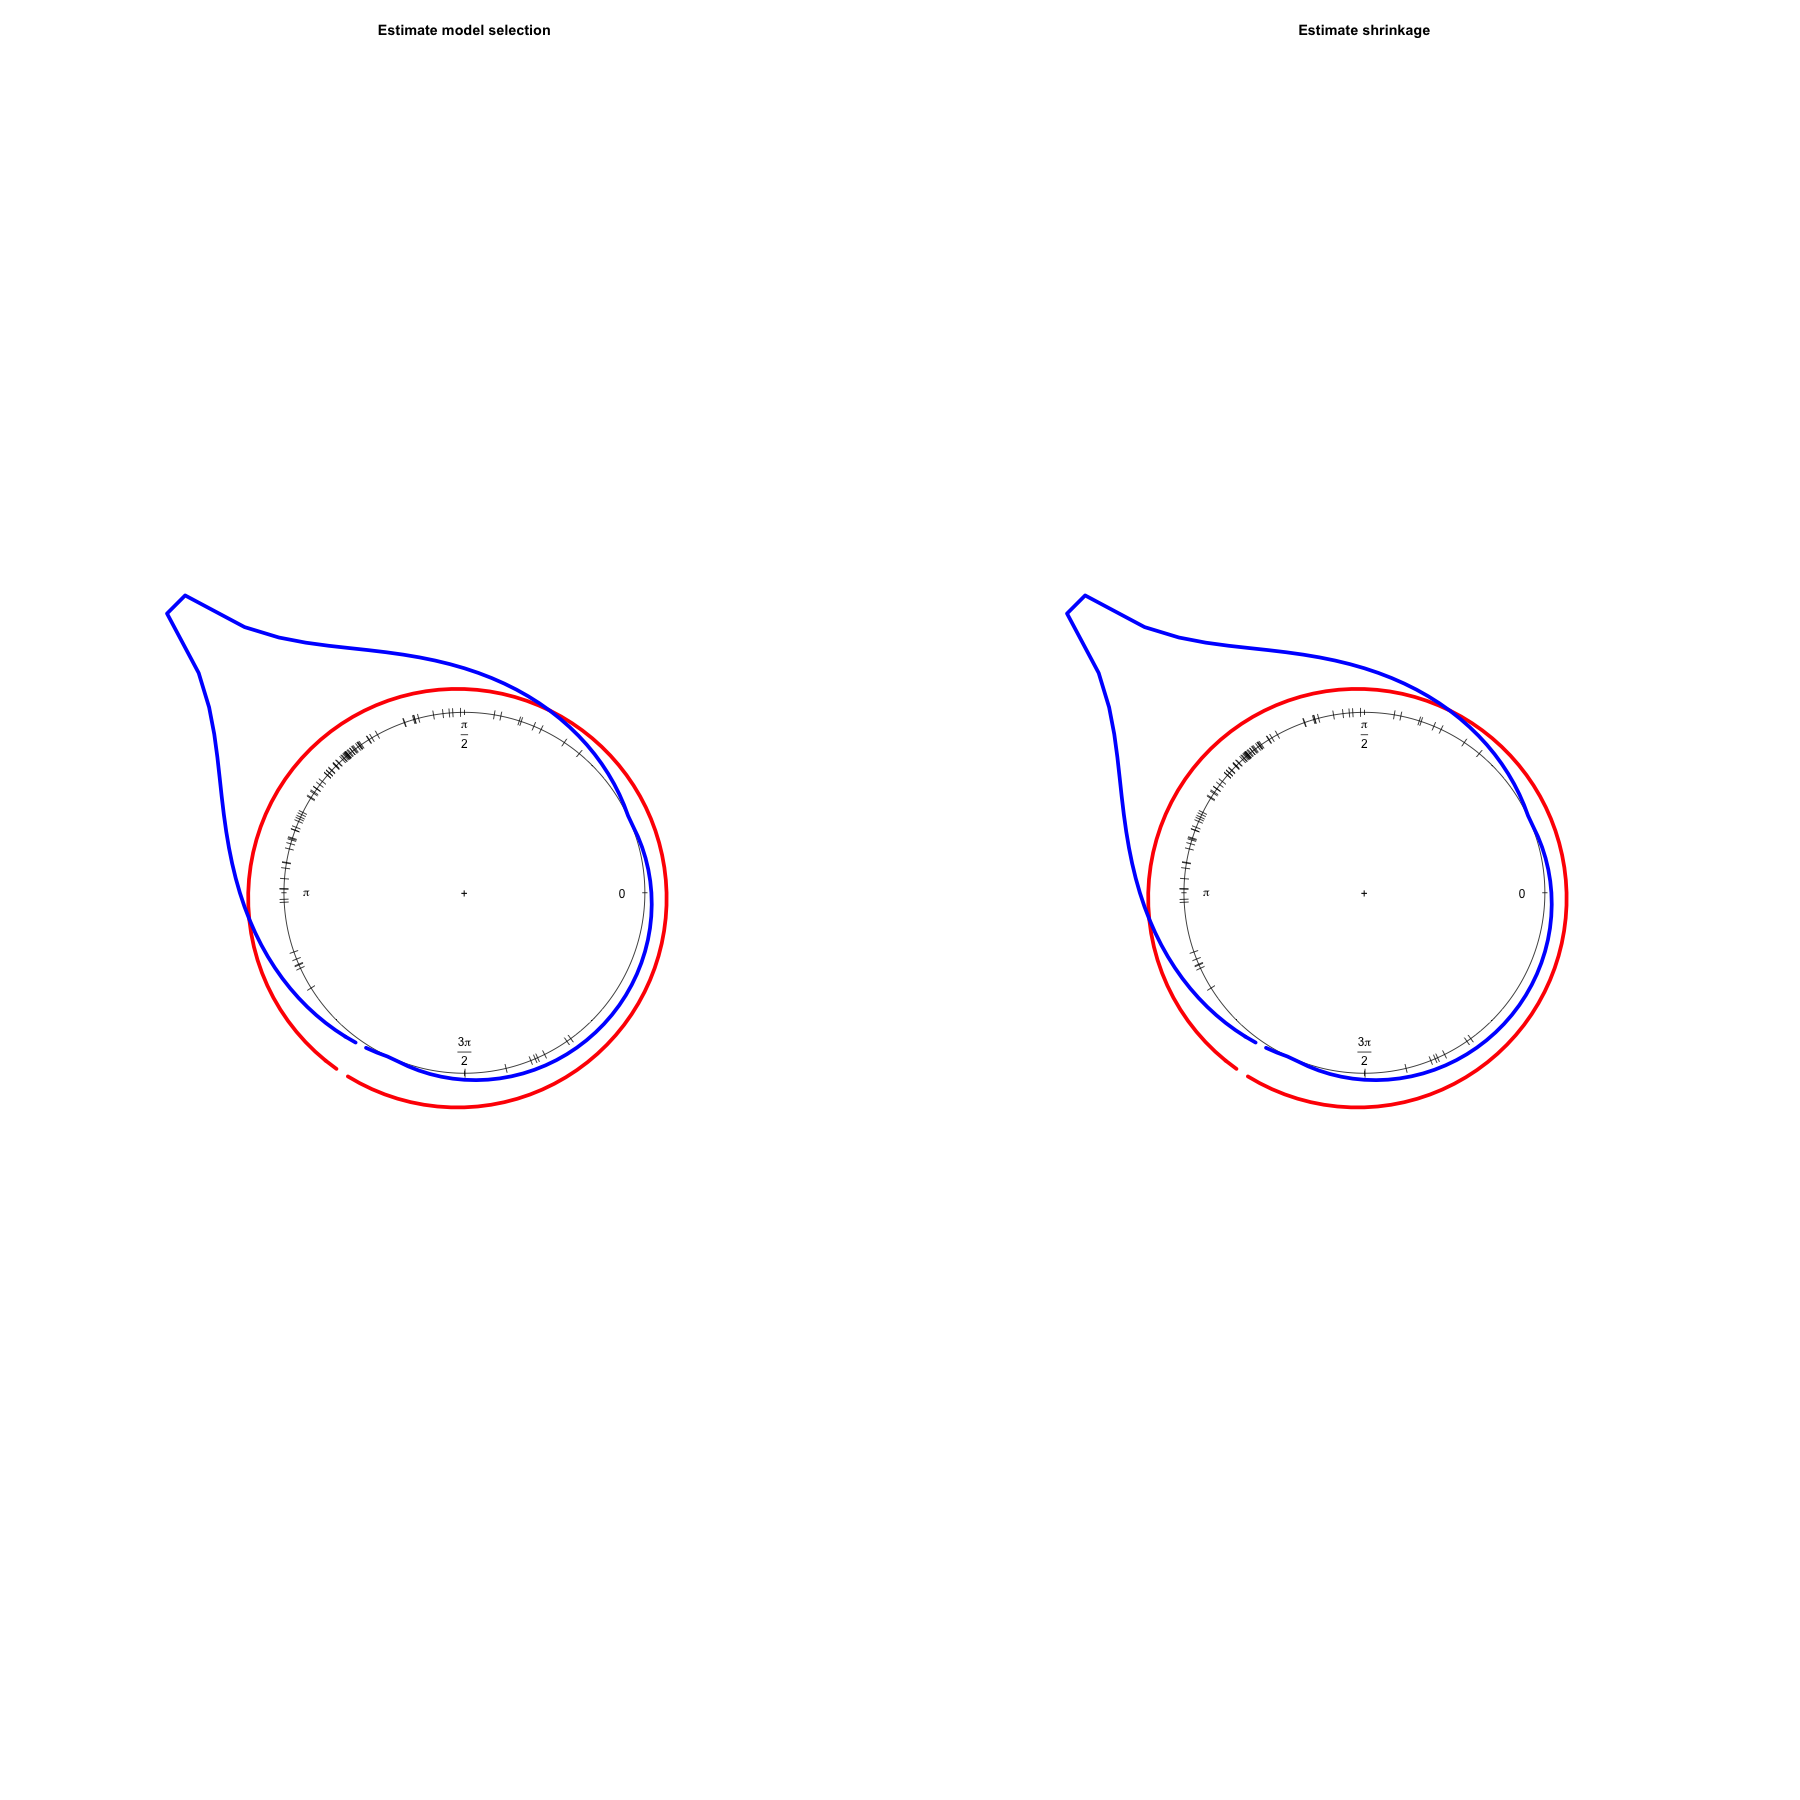 Estimate model selection
Estimate shrinkage
π
2
π
+
0
3π
2
π
2
π
+
0
3π
2